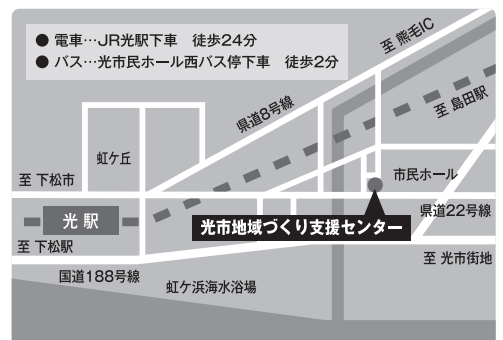 ● 電車…JR光駅下車　徒歩24分
● バス…光市民ホール西バス停下車　徒歩2分
至 熊毛IC
県道8号線
至 島田駅
虹ケ丘
市民ホール
至 下松市
光 駅
県道22号線
光市地域づくり支援センター
至 下松駅
至 光市街地
国道188号線
虹ケ浜海水浴場